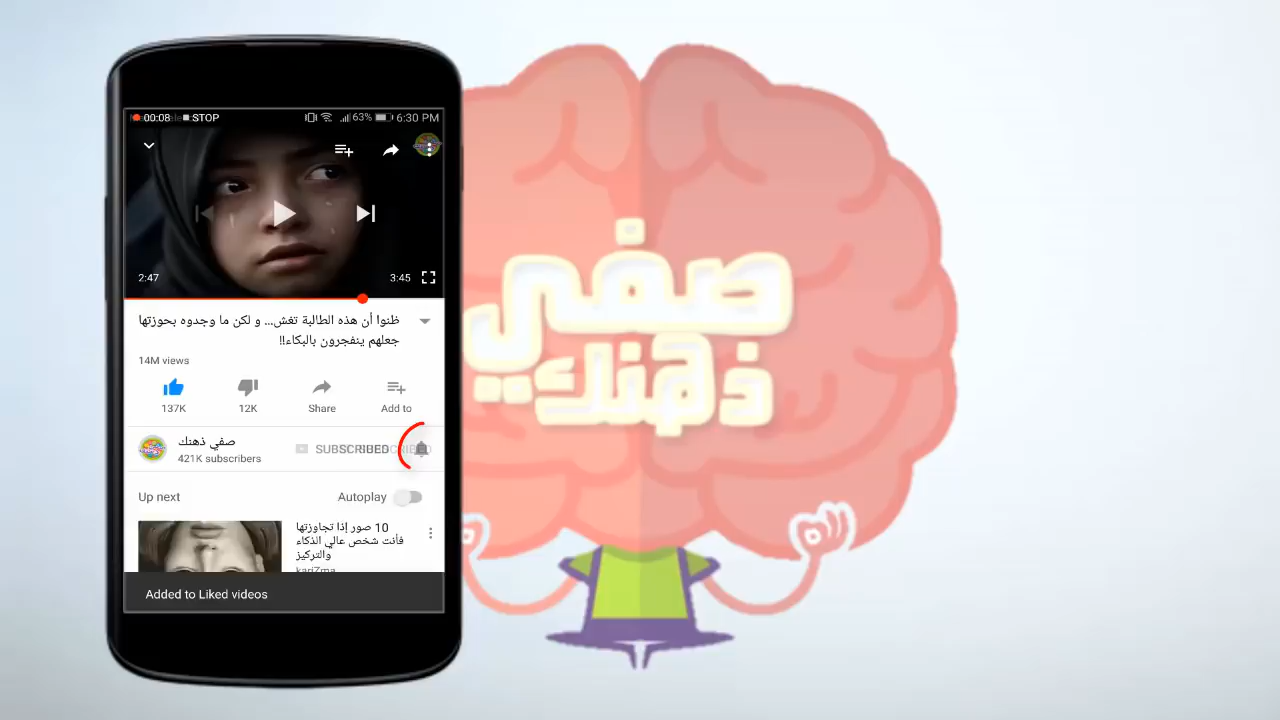 00:08
STOP
63%
6:30 PM
2:47
3:45
ظنوا أن هذه الطالبة تغش... و لكن ما وجدوه بحوزتها
جعلهم ينفجرون بالبكاء!!
14M views
137K
12K
Share
Add to
صفي ذهنك
421K subscribers
SUBSCRIBED
Up next
Autoplay
10 صور إذا تجاوزتها
فأنت شخص عالي الذكاء
والتركيز
kariZma
Added to Liked videos
صفي
ذهنك